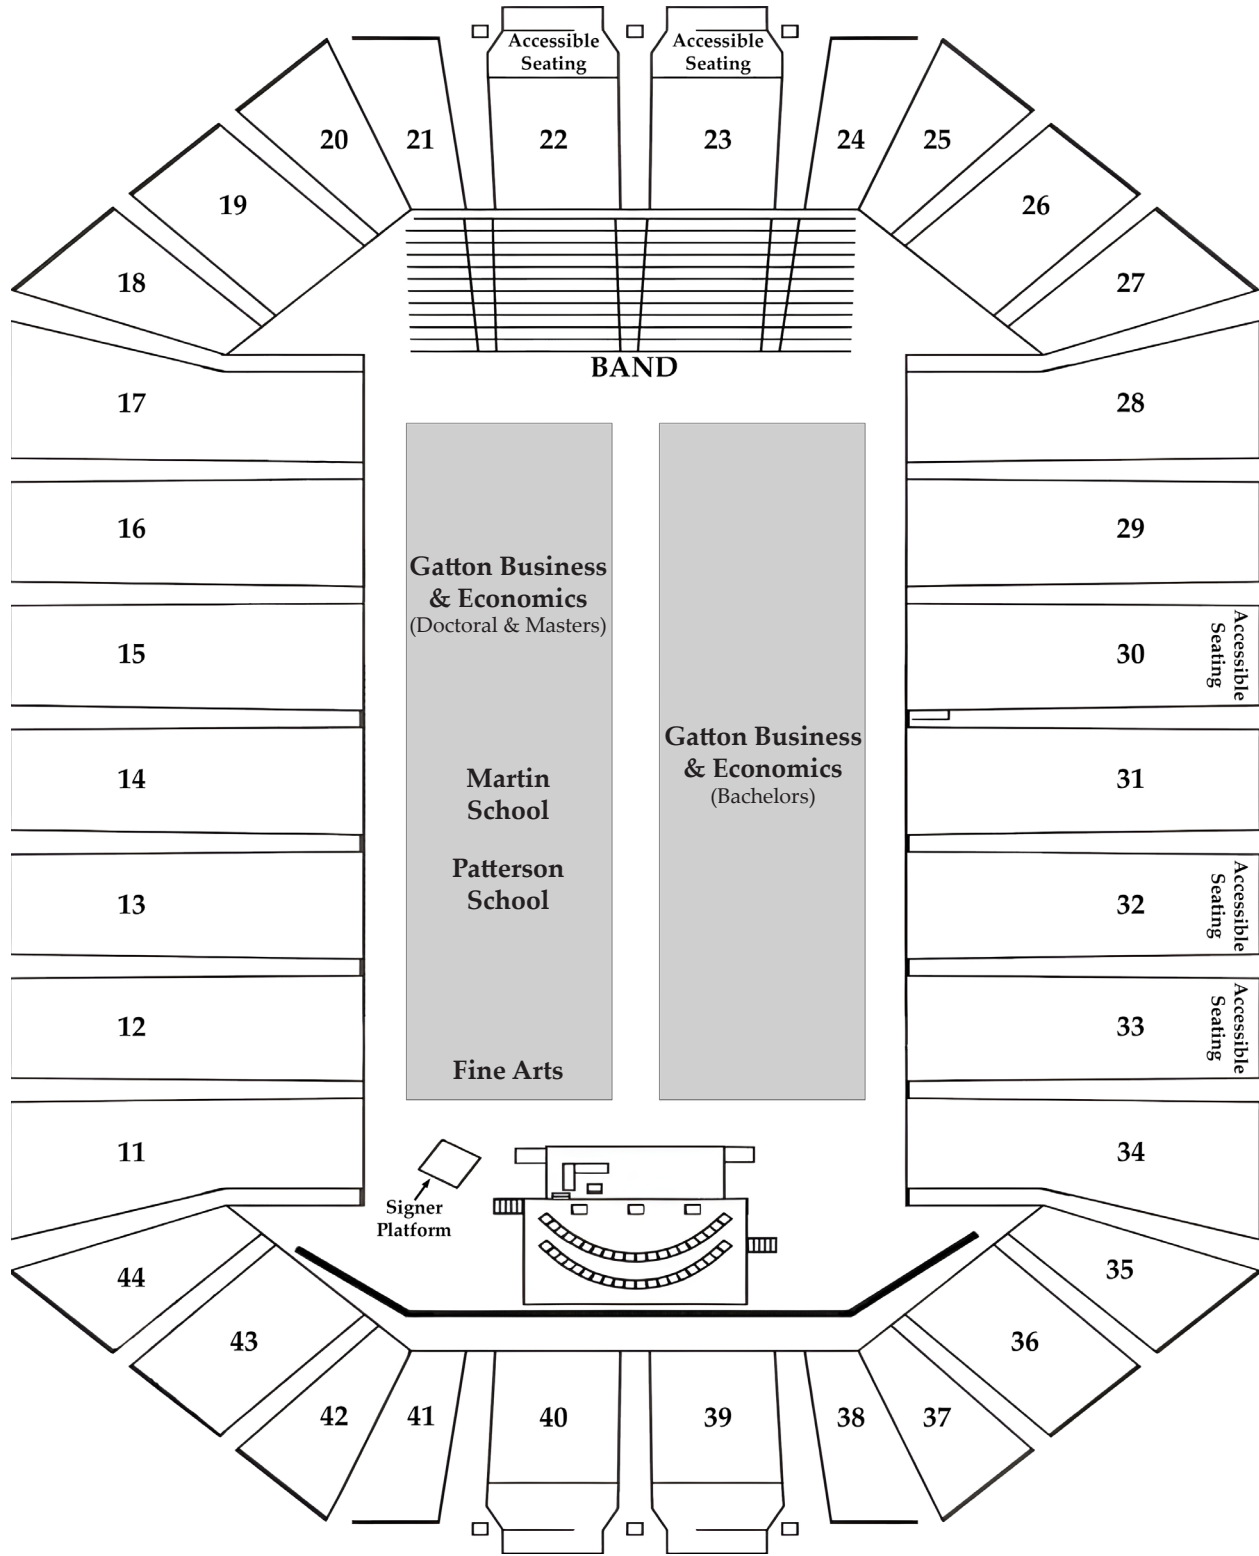 Accessible
Seating
Accessible
Seating
20
21
22
23
24
25
19
26
18
27
BAND
17
28
16
29
Gatton Business
& Economics
(Doctoral & Masters)
15
30
Accessible
Seating
Gatton Business
& Economics
(Bachelors)
14
Martin
School
31
Patterson
School
13
32
Accessible
Seating
12
33
Accessible
Seating
Fine Arts
11
34
Signer
Platform
44
35
43
36
42
41
40
39
38
37